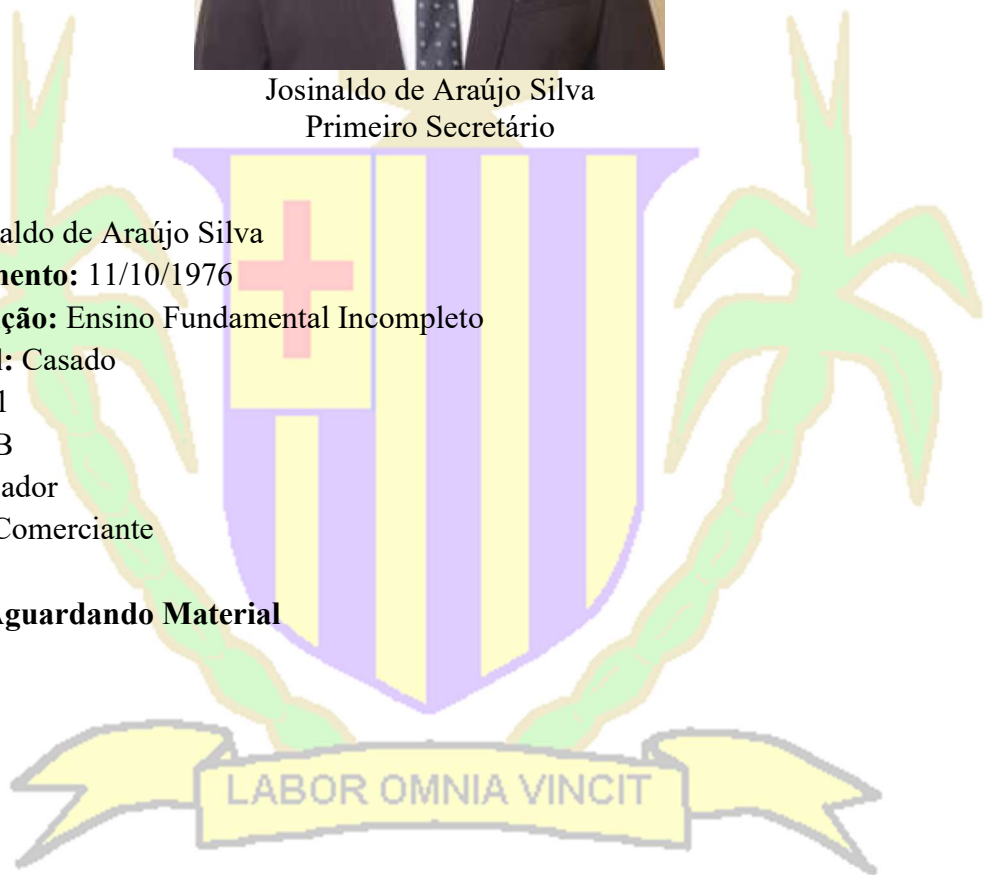 Josinaldo de Araújo Silva
Primeiro Secretário
aldo de Araújo Silva
mento: 11/10/1976
ção: Ensino Fundamental Incompleto
l: Casado
1
B
ador
Comerciante
Aguardando Material
LABOR OMNIA VINCIT